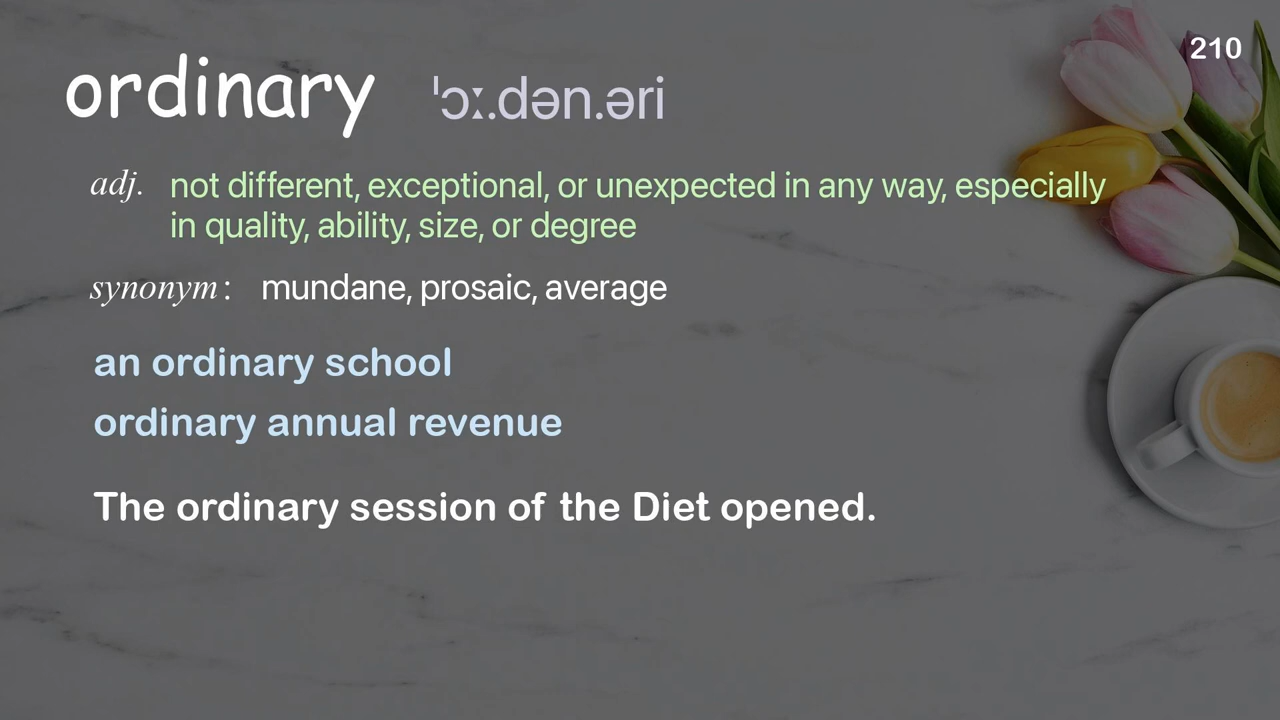 210
ordinary ˈɔː.dən.əri
adj. not different, exceptional, or unexpected in any way, especially
in quality, ability, size, or degree
synonym : mundane, prosaic, average
an ordinary school
ordinary annual revenue
The ordinary session of the Diet opened.